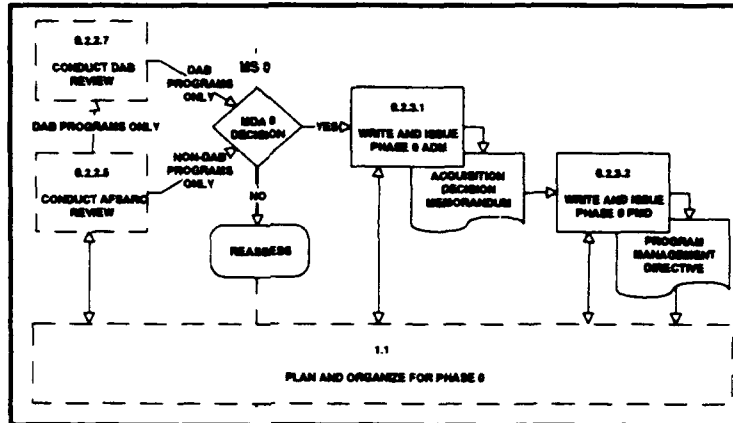 0.2.2.7
CONDUCT DAB
REVIEW
DAB
PROGRAMS
ONLY
MS 0
DAB PROGRAMS ONLY
MDA 0
DECISION
YES
0.2.3.1
WRITE AND ISSUE
PHASE 0 ADM
0.2.2.5
CONDUCT AFSARC
REVIEW
NON-DAB
PROGRAMS
ONLY
ACQUISITION
DECISION
MEMORANDUM
0.2.3.2
WRITE AND ISSUE
PHASE 0 PMD
NO
REASSESS
PROGRAM
MANAGEMENT
DIRECTIVE
1.1
PLAN AND ORGANIZE FOR PHASE 0